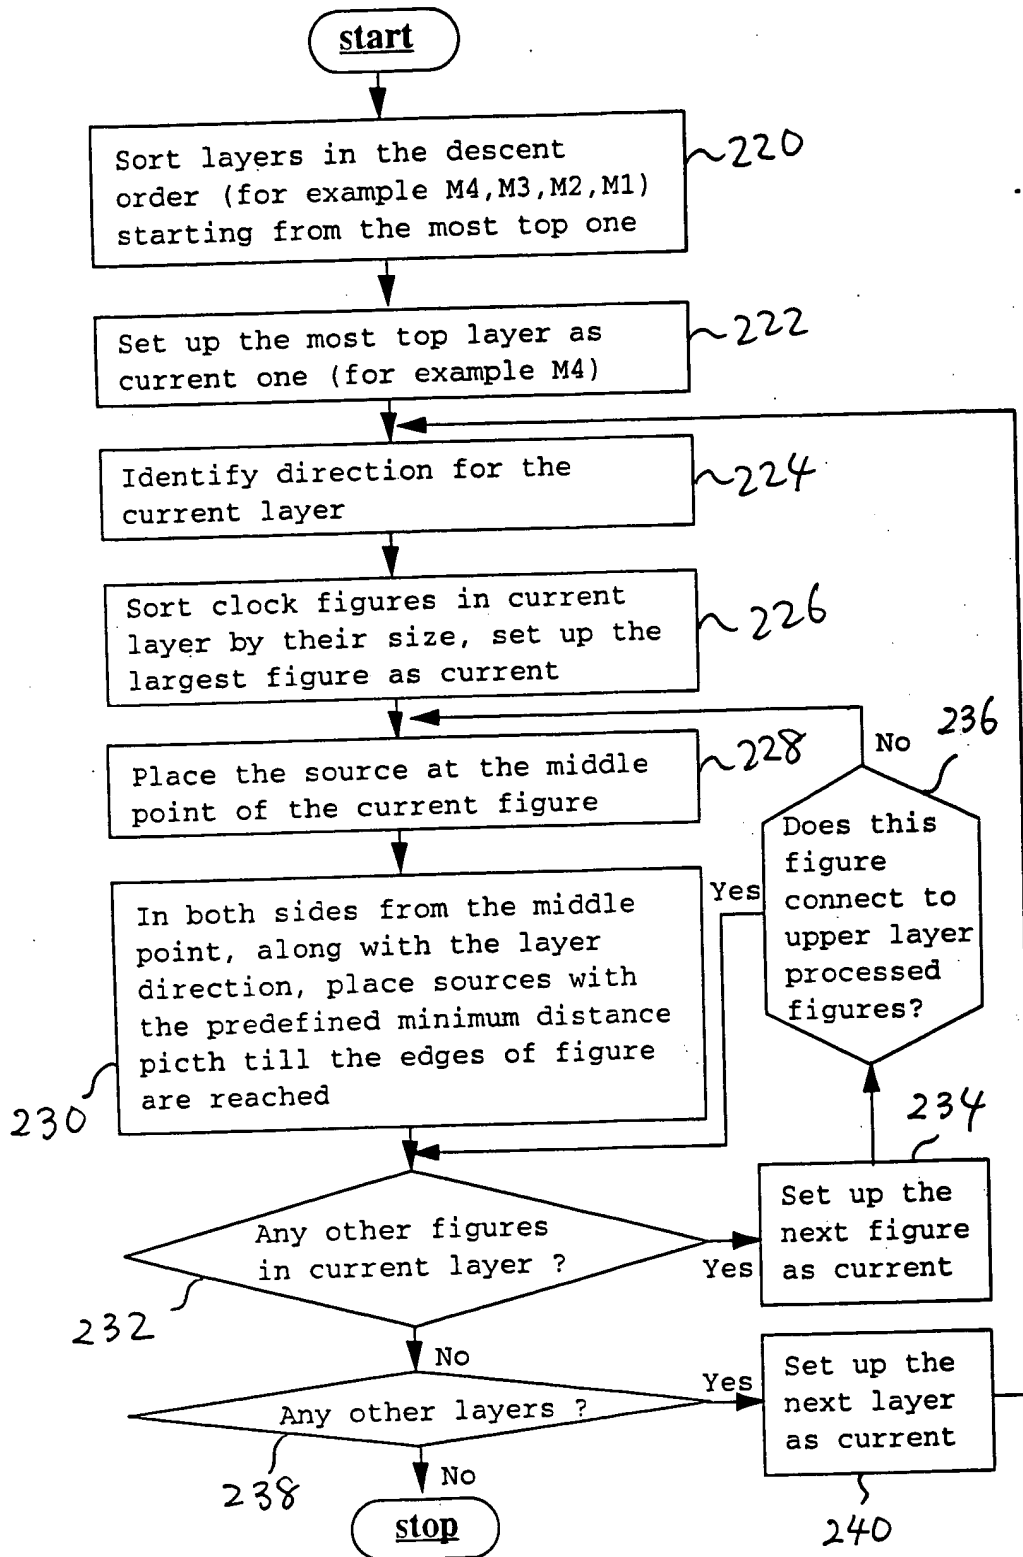 start
Sort layers in the descent
order (for example M4,M3,M2,M1)
starting from the most top one
220
Set up the most top layer as
current one (for example M4)
222
Identify direction for the
current layer
224
Sort clock figures in current
layer by their size, set up the
largest figure as current
226
Place the source at the middle
point of the current figure
228
No
236
Does this
figure
connect to
upper layer
processed
figures?
Yes
In both sides from the middle
point, along with the layer
direction, place sources with
the predefined minimum distance
picth till the edges of figure
are reached
230
234
Any other figures
in current layer ?
232
Yes
Set up the
next figure
as current
No
Any other layers ?
238
Yes
Set up the
next layer
as current
240
No
stop